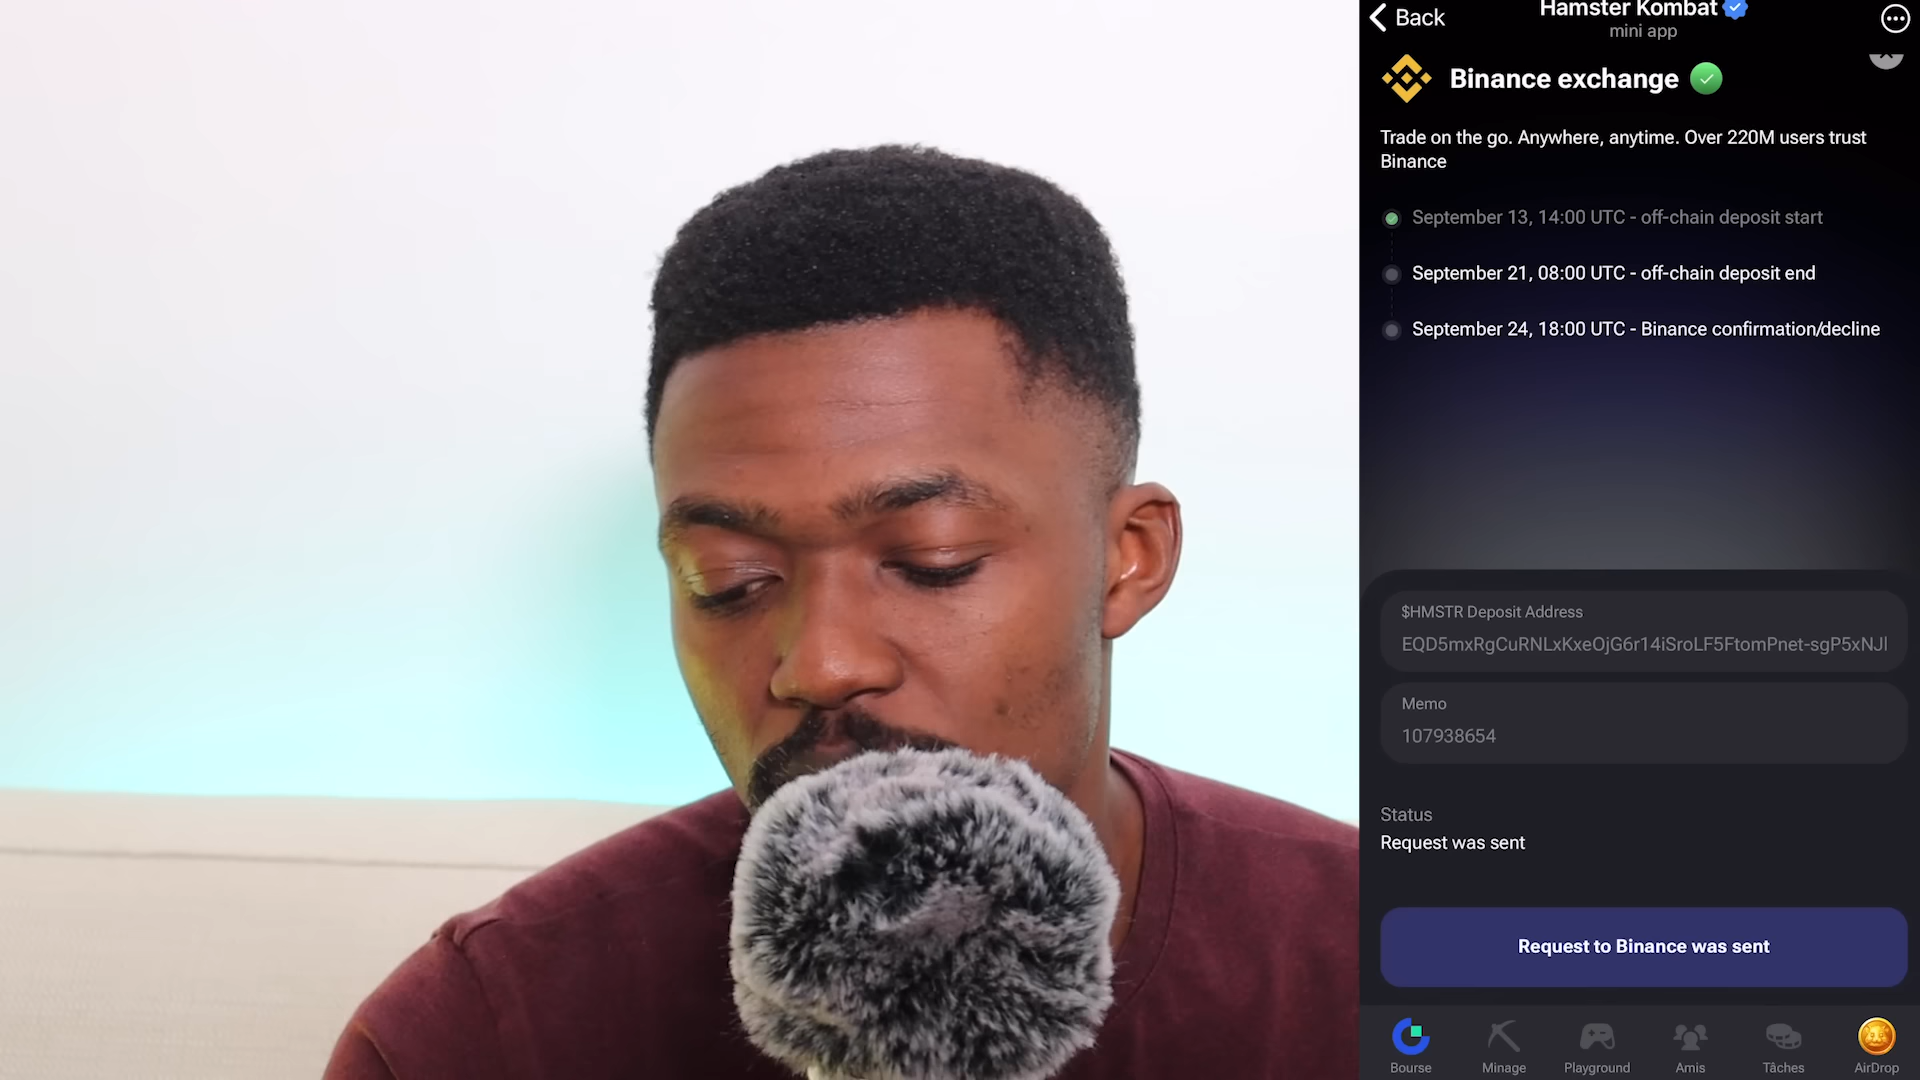 Back
Hamster Kombat
mini app
Binance exchange
Trade on the go. Anywhere, anytime. Over 220M users trust
Binance
September 13, 14:00 UTC - off-chain deposit start
September 21, 08:00 UTC - off-chain deposit end
September 24, 18:00 UTC - Binance confirmation/decline
$HMSTR Deposit Address
EQD5mxRgCuRNLxKxeOjG6r14iSroLF5FtomPnet-sgP5xNJl
Memo
107938654
Status
Request was sent
Request to Binance was sent
Bourse
Minage
Playground
Amis
Tâches
AirDrop